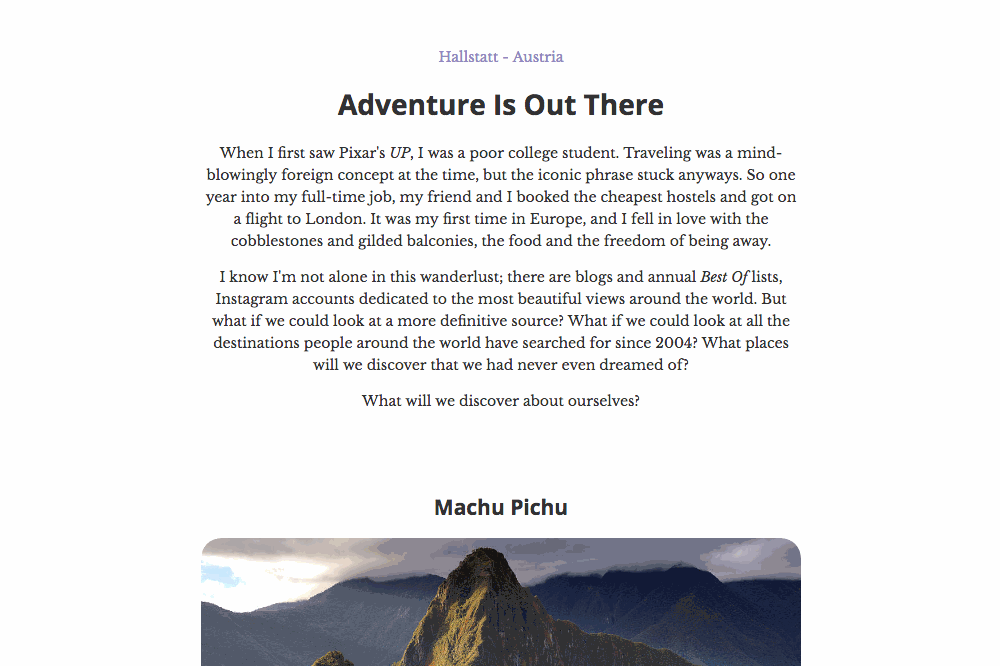 Hallstatt - Austria
Adventure Is Out There
When I first saw Pixar's UP, I was a poor college student. Traveling was a mind-
blowingly foreign concept at the time, but the iconic phrase stuck anyways. So one
year into my full-time job, my friend and I booked the cheapest hostels and got on
a flight to London. It was my first time in Europe, and I fell in love with the
cobblestones and gilded balconies, the food and the freedom of being away.
I know I'm not alone in this wanderlust; there are blogs and annual Best Of lists,
Instagram accounts dedicated to the most beautiful views around the world. But
what if we could look at a more definitive source? What if we could look at all the
destinations people around the world have searched for since 2004? What places
will we discover that we had never even dreamed of?
What will we discover about ourselves?
Machu Pichu